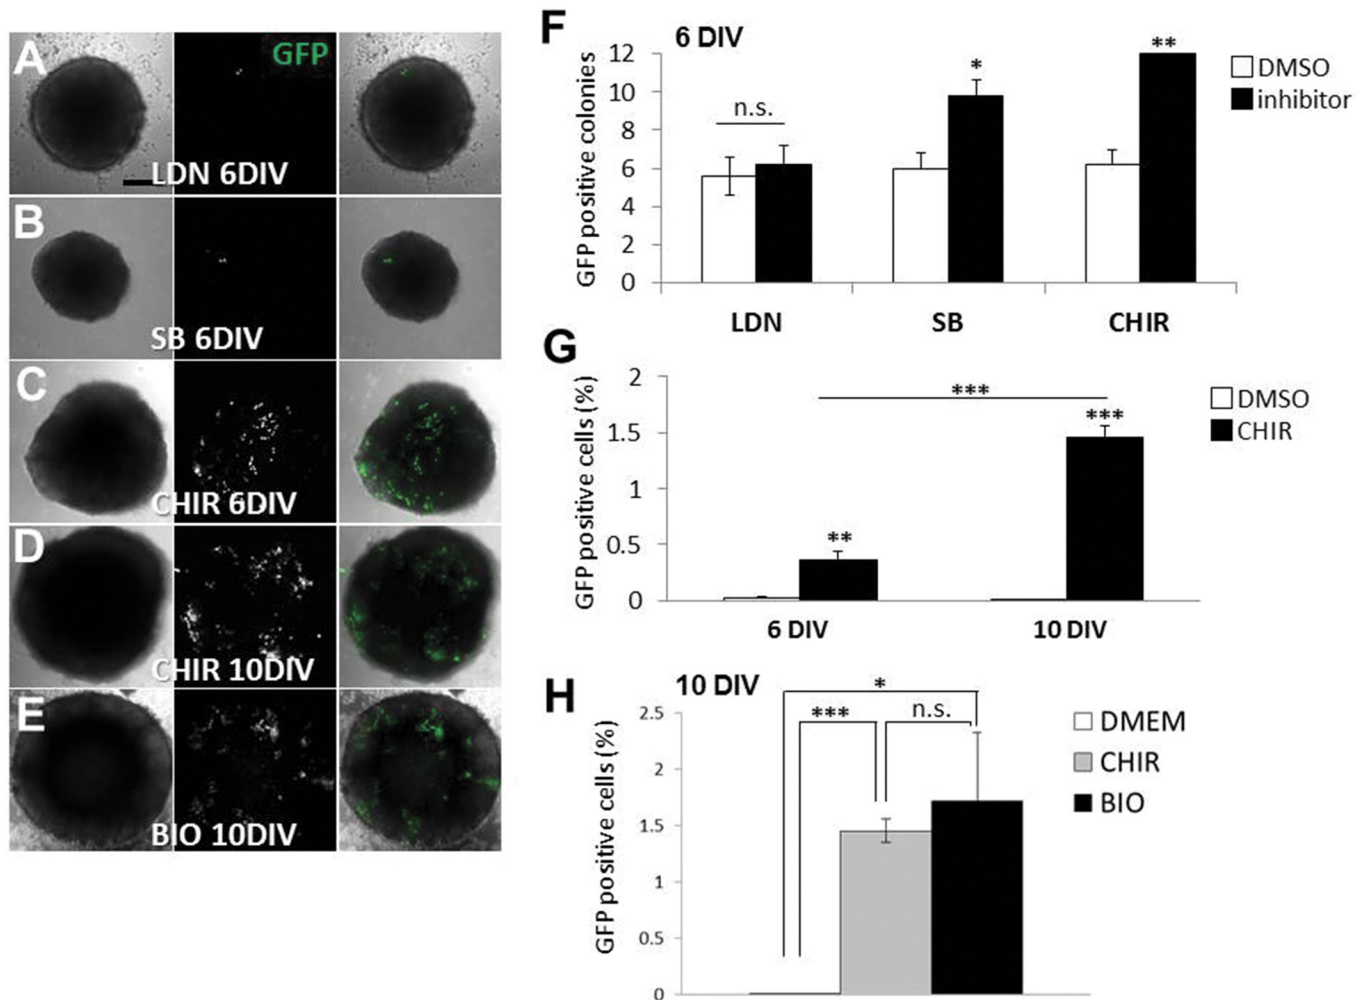 A
GFP
LDN 6DIV
B
SB 6DIV
C
CHIR 6DIV
D
CHIR 10DIV
E
BIO 10DIV
F
6 DIV
GFP positive colonies
12
10
8
6
4
2
0
n.s.
*
**
LDN
SB
CHIR
DMSO
inhibitor
G
GFP positive cells (%)
2
1.5
1
0.5
0
***
***
**
6 DIV
10 DIV
DMSO
CHIR
H
10 DIV
GFP positive cells (%)
2.5
2
1.5
1
0.5
0
*
***
n.s.
DMEM
CHIR
BIO